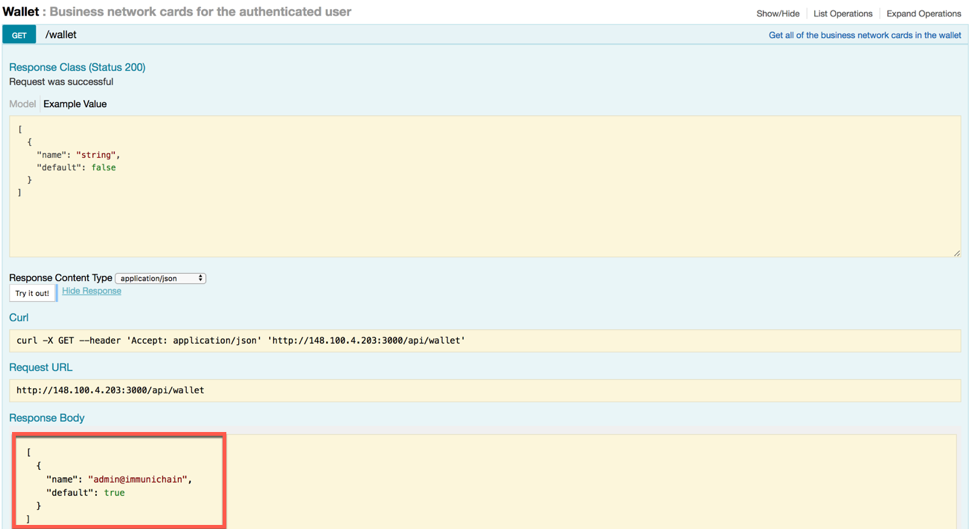 Wallet : Business network cards for the authenticated user
Show/Hide List Operations Expand Operations
GET /wallet Get all of the business network cards in the wallet
Response Class (Status 200)
Request was successful
Model Example Value
[
{
"name": "string",
"default": false
}
]
Response Content Type application/json
Try it out! Hide Response
Curl
curl -X GET --header 'Accept: application/json' 'http://148.100.4.203:3000/api/wallet'
Request URL
http://148.100.4.203:3000/api/wallet
Response Body
[
{
"name": "admin@immunichain",
"default": true
}
]